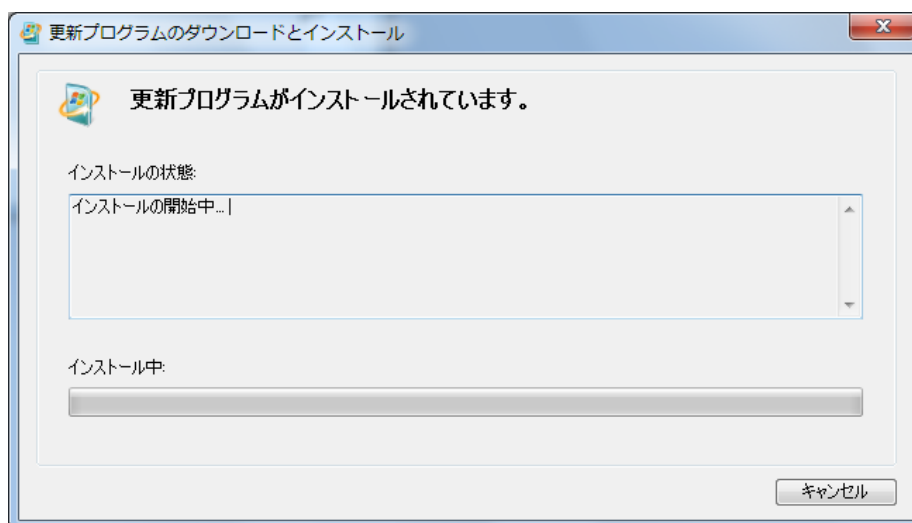 更新プログラムのダウンロードとインストール
更新プログラムがインストールされています。
インストールの状態:
インストールの開始中...
インストール中:
キャンセル